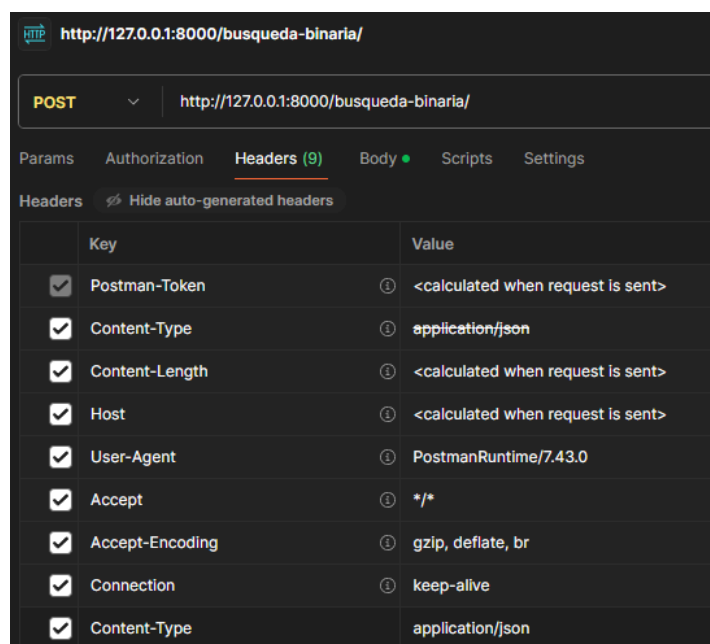 HTTP http://127.0.0.1:8000/busqueda-binaria/
POST http://127.0.0.1:8000/busqueda-binaria/
Params Authorization Headers (9) Body Scripts Settings
Headers Hide auto-generated headers
Key Value
Postman-Token <calculated when request is sent>
Content-Type application/json
Content-Length <calculated when request is sent>
Host <calculated when request is sent>
User-Agent PostmanRuntime/7.43.0
Accept */*
Accept-Encoding gzip, deflate, br
Connection keep-alive
Content-Type application/json